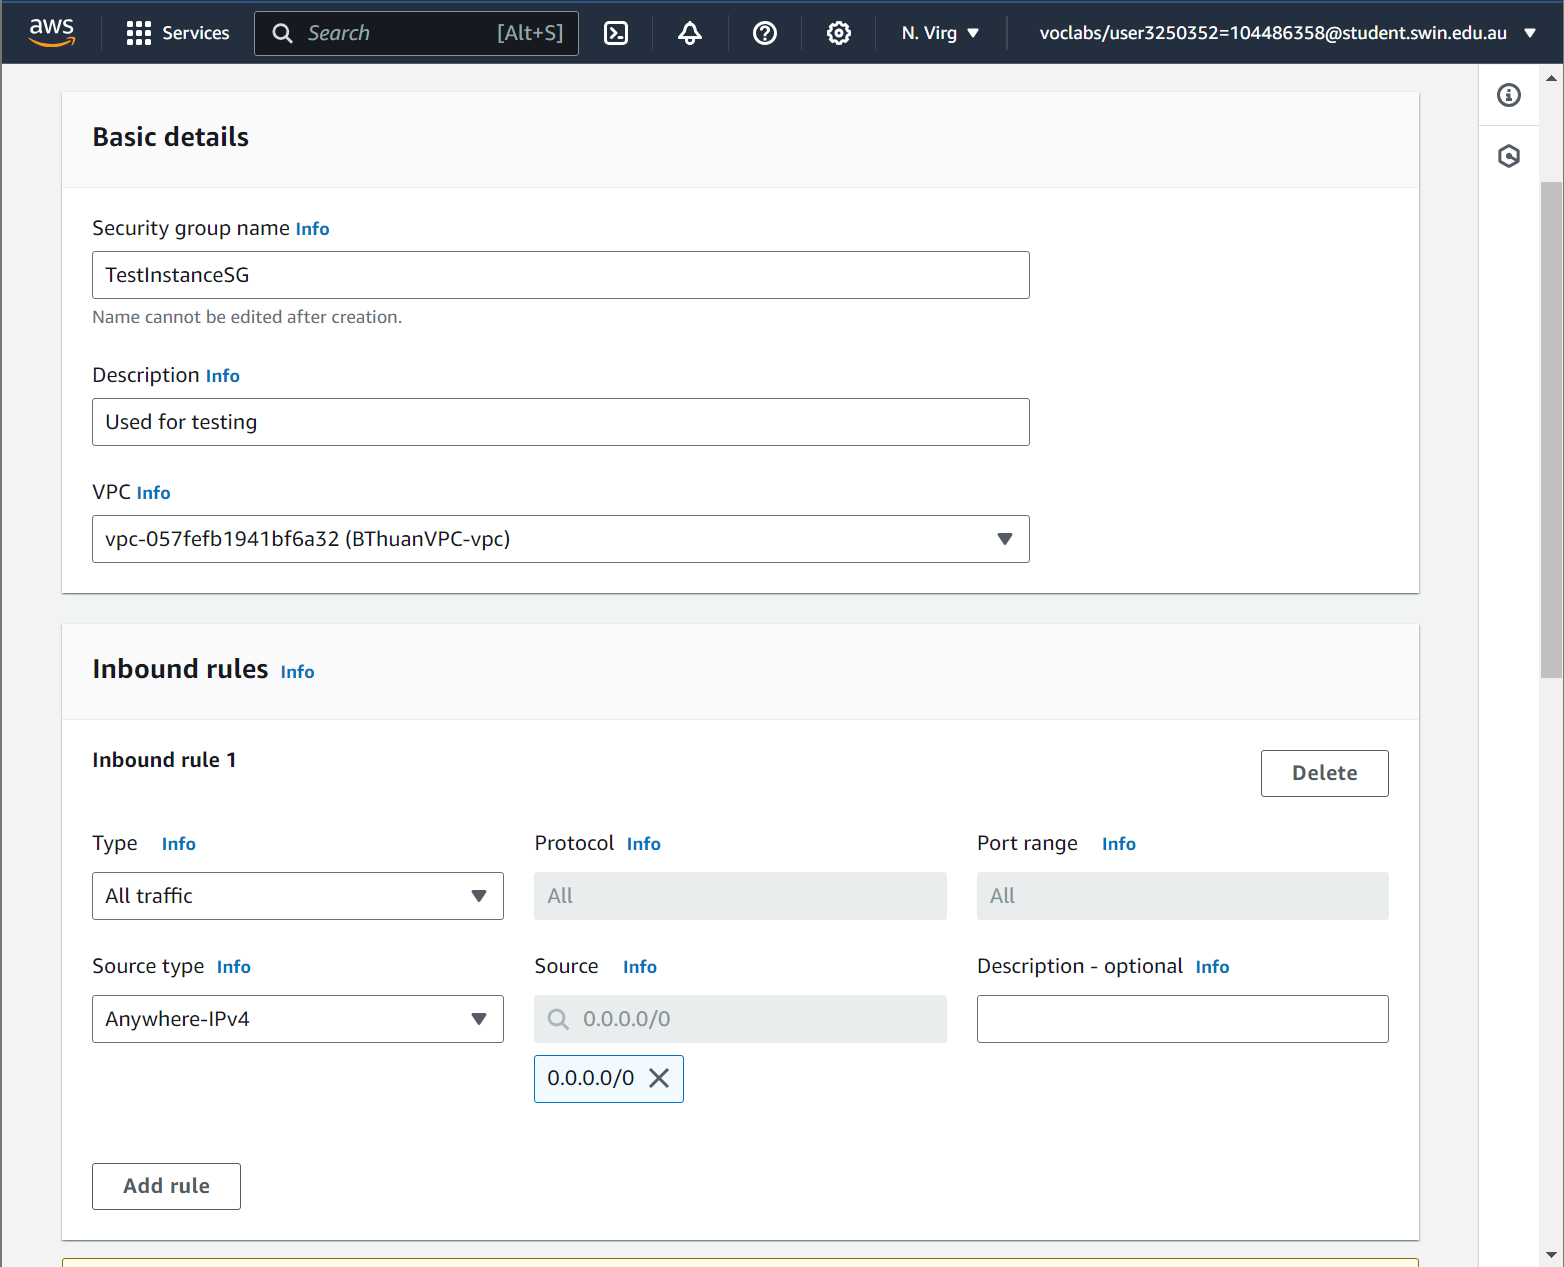 aws Services Search [Alt+S] N. Virg voclabs/user3250352=104486358@student.swin.edu.au
Basic details
Security group name Info
TestInstanceSG
Name cannot be edited after creation.
Description Info
Used for testing
VPC Info
vpc-057fefb1941bf6a32 (BThuanVPC-vpc)
Inbound rules Info
Inbound rule 1 Delete
Type Info Protocol Info Port range Info
All traffic All All
Source type Info Source Info Description - optional Info
Anywhere-IPv4 0.0.0.0/0
0.0.0.0/0
Add rule